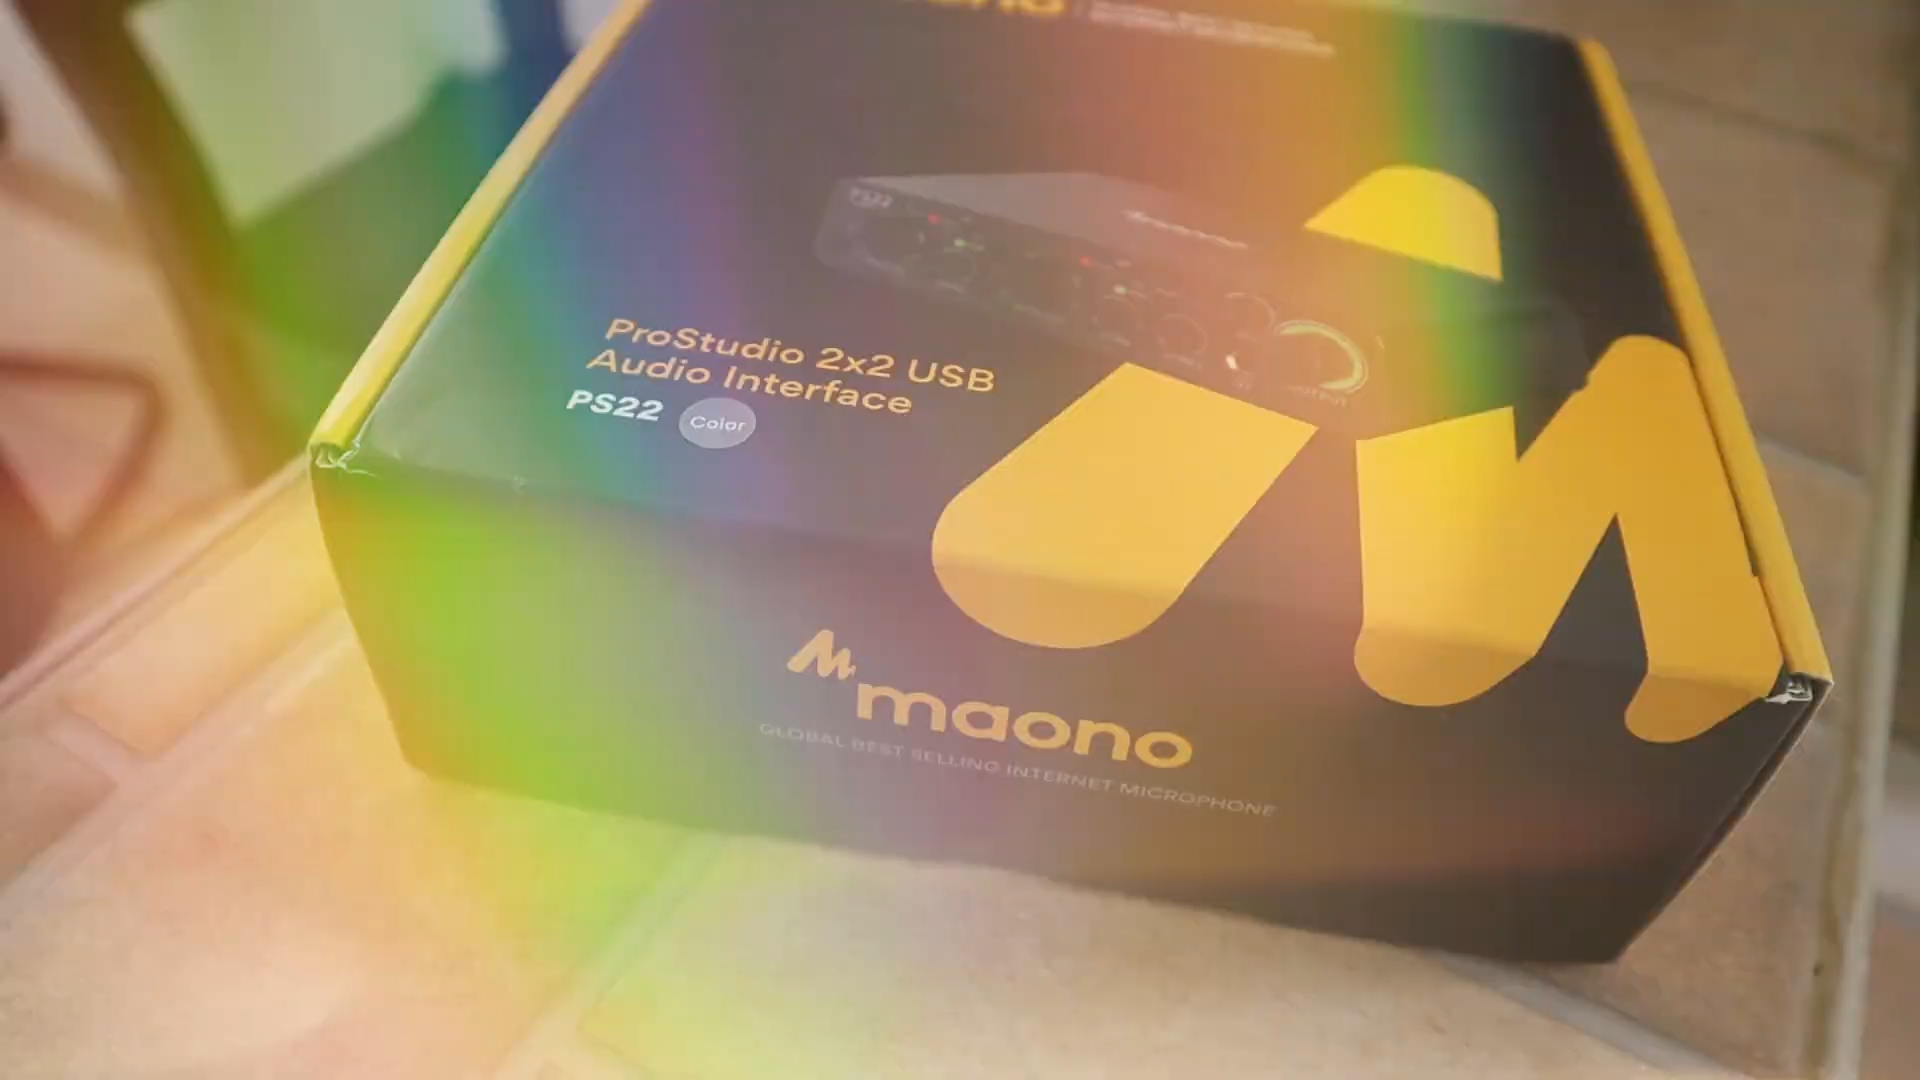 ProStudio 2x2 USB
Audio Interface
PS22 Color
maono
GLOBAL BEST SELLING INTERNET MICROPHONE